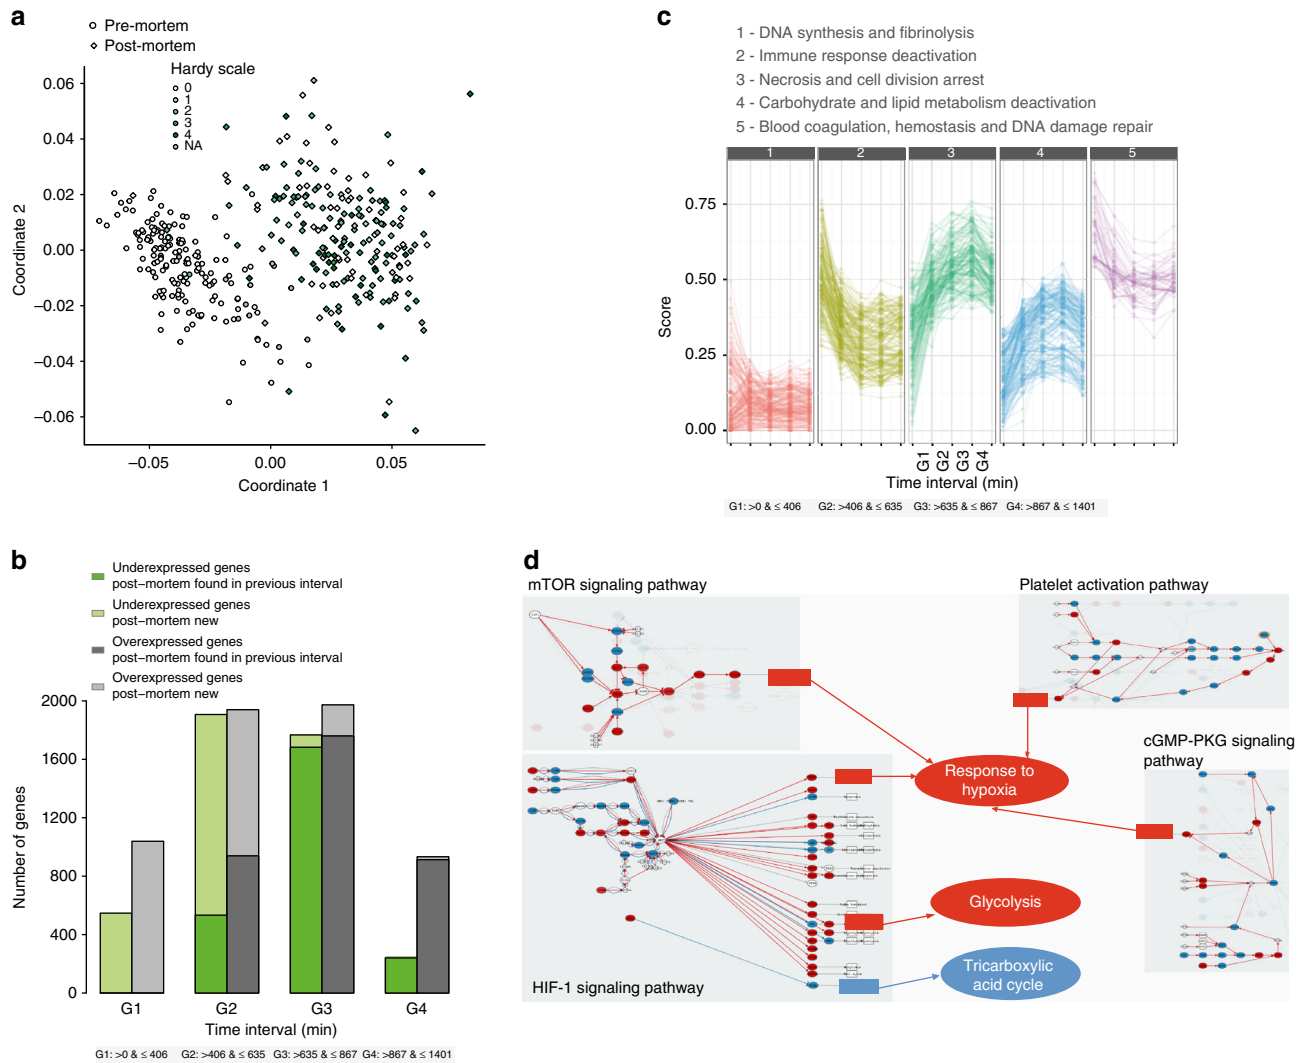 a
Pre-mortem
Post-mortem
Hardy scale
0
1
2
3
4
NA
0.06
0.04
0.02
0.00
−0.02
−0.04
−0.06
Coordinate 2
−0.05
0.00
0.05
Coordinate 1
c
1 - DNA synthesis and fibrinolysis
2 - Immune response deactivation
3 - Necrosis and cell division arrest
4 - Carbohydrate and lipid metabolism deactivation
5 - Blood coagulation, hemostasis and DNA damage repair
1
2
3
4
5
0.75
0.50
0.25
0.00
Score
G1
G2
G3
G4
Time interval (min)
G1: >0 & ≤ 406
G2: >406 & ≤ 635
G3: >635 & ≤ 867
G4: >867 & ≤ 1401
b
Underexpressed genes
post−mortem found in previous interval
Underexpressed genes
post−mortem new
Overexpressed genes
post−mortem found in previous interval
Overexpressed genes
post−mortem new
2000
1600
1200
800
400
0
Number of genes
G1
G2
G3
G4
Time interval (min)
G1: >0 & ≤ 406
G2: >406 & ≤ 635
G3: >635 & ≤ 867
G4: >867 & ≤ 1401
d
mTOR signaling pathway
Platelet activation pathway
cGMP-PKG signaling
pathway
Response to
hypoxia
Glycolysis
Tricarboxylic
acid cycle
HIF-1 signaling pathway